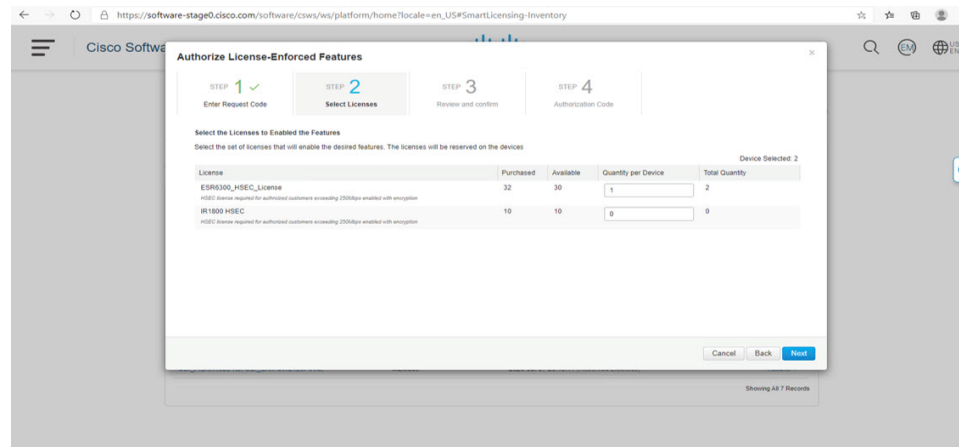 https://software-stage0.cisco.com/software/csws/ws/platform/home?locale=en_US#SmartLicensing-Inventory
Cisco Softwa
EM
US
EN
Authorize License-Enforced Features
×
STEP 1 ✓
Enter Request Code
STEP 2
Select Licenses
STEP 3
Review and confirm
STEP 4
Authorization Code
Select the Licenses to Enabled the Features
Select the set of licenses that will enable the desired features. The licenses will be reserved on the devices
Device Selected: 2
License Purchased Available Quantity per Device Total Quantity
ESR6300_HSEC_License 32 30 1 2
HSEC license required for authorized customers exceeding 250Mbps enabled with encryption
IR1800 HSEC 10 10 0 0
HSEC license required for authorized customers exceeding 250Mbps enabled with encryption
Cancel Back Next
Showing All 7 Records